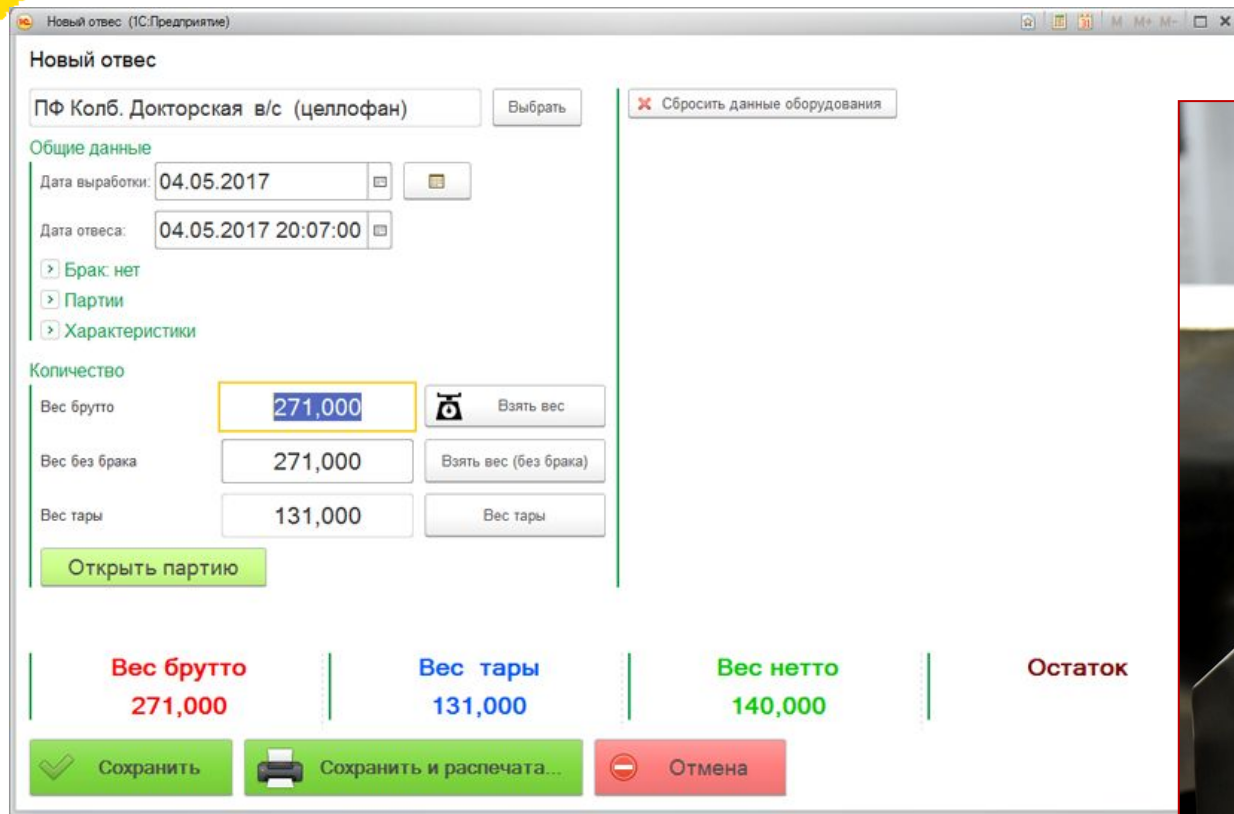 Новый отвес (1С:Предприятие)
M M+ M-
Новый отвес
ПФ Колб. Докторская в/с (целлофан)
Выбрать
Сбросить данные оборудования
Общие данные
Дата выработки: 04.05.2017
Дата отвеса: 04.05.2017 20:07:00
Брак: нет
Партии
Характеристики
Количество
Вес брутто 271,000 Взять вес
Вес без брака 271,000 Взять вес (без брака)
Вес тары 131,000 Вес тары
Открыть партию
Вес брутто Вес тары Вес нетто Остаток
271,000 131,000 140,000
Сохранить Сохранить и распечата... Отмена